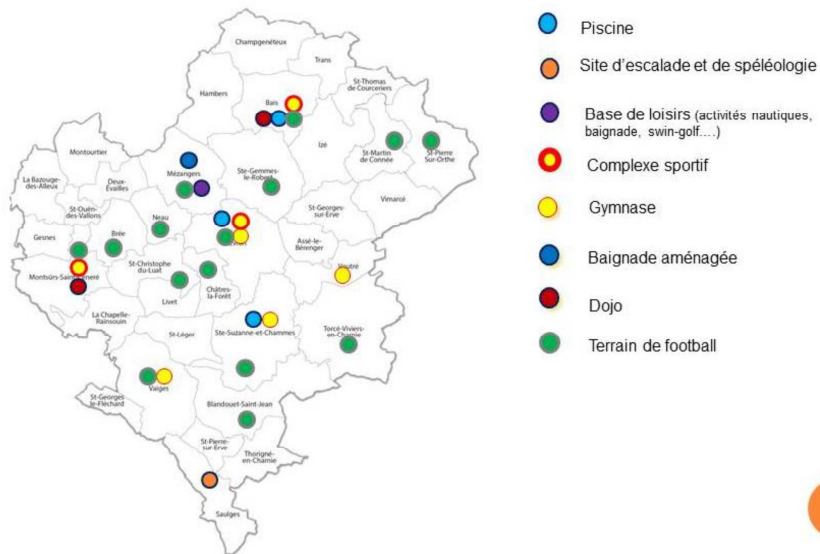 Champgenéteux
Trans
St-Thomas
de Courceriers
Hambers
Bais
Izé
St-Martin
de Connée
St-Pierre
Sur-Orthe
Montourtier
Mézangers
Ste-Gemmes-
le-Robert
La Bazouge-
des-Alleux
Deux-
Evailles
Vimarcé
St-Ouën-
des-Vallons
Neau
St-Georges-
sur-Erve
Gesnes
Brée
Assé-le-
Bérenger
St-Christophe
du-Luat
Voutré
Montsûrs-Saint
Châtres-
la-Forêt
Livet
La Chapelle-
Rainsouin
St-Léger
Ste-Suzanne-et-Chammes
Torcé-Viviers-
en-Charnie
Vaiges
St-Georges
le-Fléchard
Blandouet-Saint-Jean
St-Pierre-
sur-Erve
Thorigné-
en-Charnie
Saulges
Piscine
Site d'escalade et de spéléologie
Base de loisirs (activités nautiques,
baignade, swin-golf....)
Complexe sportif
Gymnase
Baignade aménagée
Dojo
Terrain de football